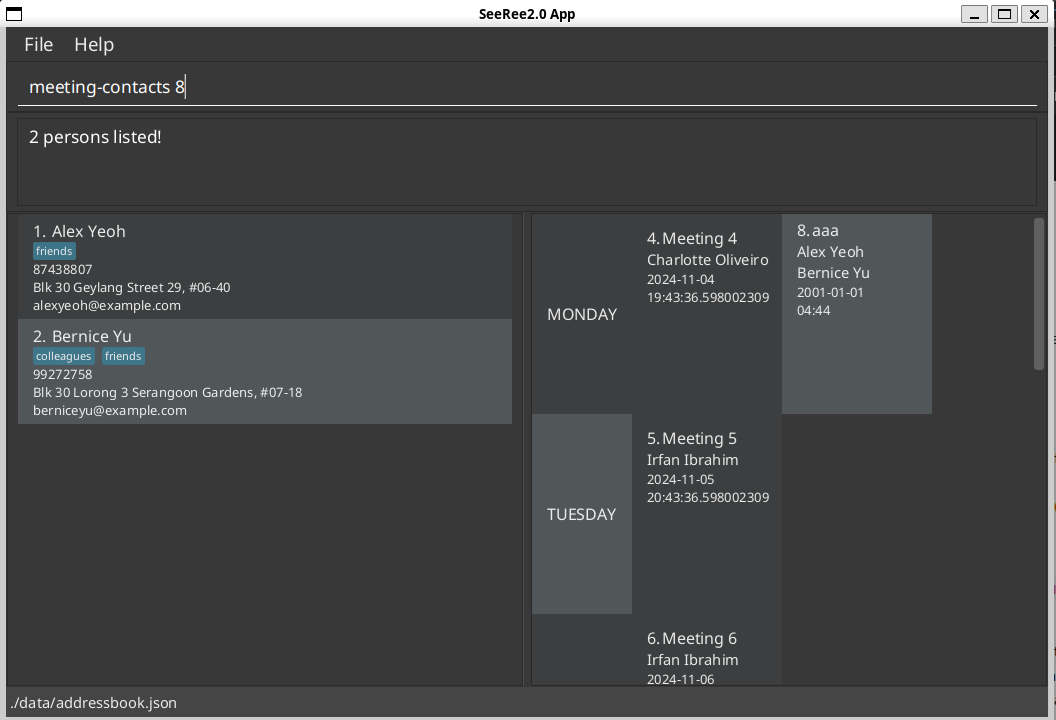 SeeRee2.0 App
File Help
meeting-contacts 8
2 persons listed!
1. Alex Yeoh
friends
87438807
Blk 30 Geylang Street 29, #06-40
alexyeoh@example.com
2. Bernice Yu
colleagues friends
99272758
Blk 30 Lorong 3 Serangoon Gardens, #07-18
berniceyu@example.com
MONDAY
4. Meeting 4
Charlotte Oliveiro
2024-11-04
19:43:36.598002309
8. aaa
Alex Yeoh
Bernice Yu
2001-01-01
04:44
TUESDAY
5. Meeting 5
Irfan Ibrahim
2024-11-05
20:43:36.598002309
6. Meeting 6
Irfan Ibrahim
2024-11-06
./data/addressbook.json